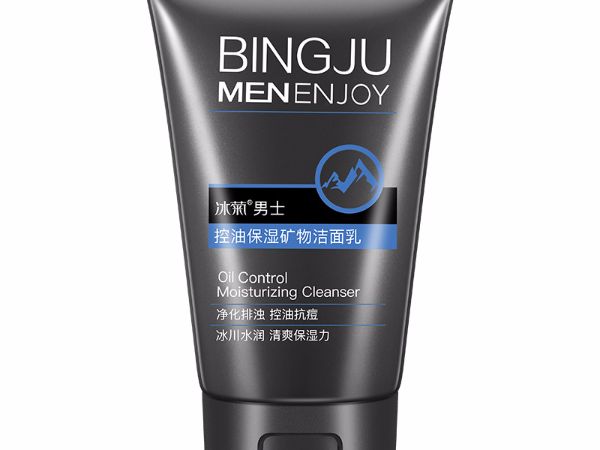 BINGJU
MENENJOY
冰菊®男士
控油保湿矿物洁面乳
Oil Control
Moisturizing Cleanser
净化排浊 控油抗痘
冰川水润 清爽保湿力